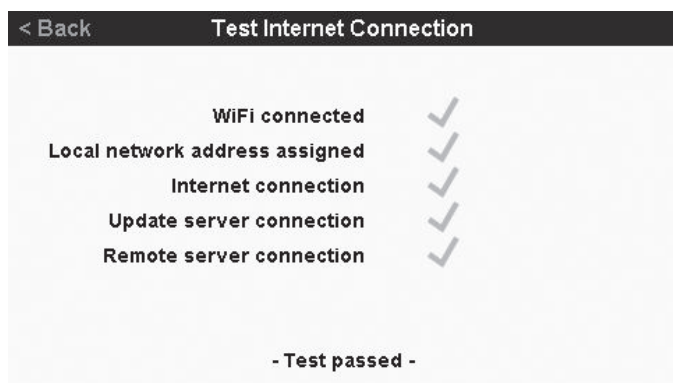 < Back Test Internet Connection
WiFi connected
Local network address assigned
Internet connection
Update server connection
Remote server connection
- Test passed -